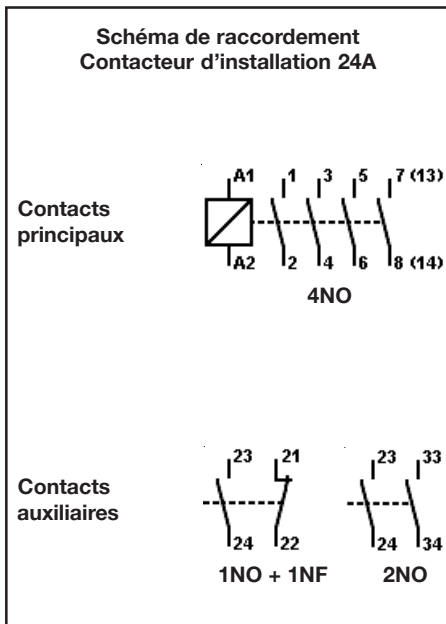 Schéma de raccordement
Contacteur d'installation 24A
A1 1 3 5 7 (13)
Contacts
principaux
A2 2 4 6 8 (14)
4NO
23 21 23 33
Contacts
auxiliaires
24 22 24 34
1NO + 1NF 2NO